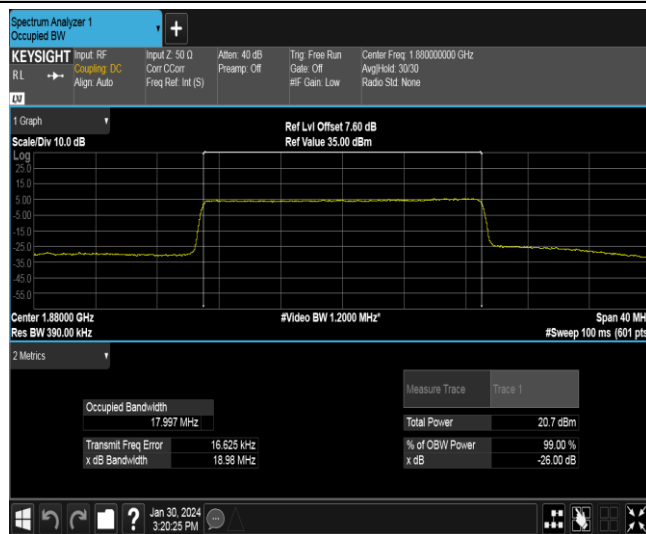 Spectrum Analyzer 1
Occupied BW
+
KEYSIGHT Input: RF Input Z: 50 Ω Atten: 40 dB Trig: Free Run Center Freq: 1.880000000 GHz
RL Coupling: DC Corr CCorr Preamp: Off Gate: Off Avg|Hold: 30/30
Align: Auto Freq Ref: Int (S) #IF Gain: Low Radio Std: None
LXI
1 Graph Ref Lvl Offset 7.60 dB
Scale/Div 10.0 dB Ref Value 35.00 dBm
Log
25.0
15.0
5.00
-5.00
-15.0
-25.0
-35.0
-45.0
-55.0
Center 1.88000 GHz #Video BW 1.2000 MHz* Span 40 MH
Res BW 390.00 kHz #Sweep 100 ms (601 pts
2 Metrics
Measure Trace Trace 1
Occupied Bandwidth
17.997 MHz Total Power 20.7 dBm
Transmit Freq Error 16.625 kHz % of OBW Power 99.00 %
x dB Bandwidth 18.98 MHz x dB -26.00 dB
? Jan 30, 2024
3:20:25 PM